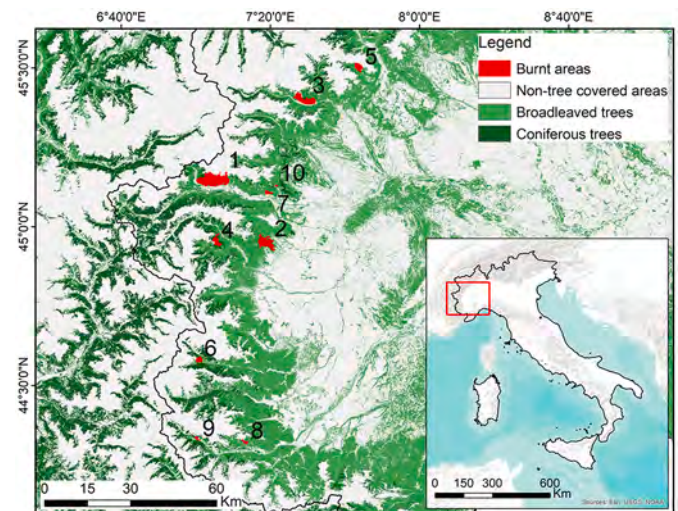 6°40'0"E 7°20'0"E 8°00'0"E 8°40'0"E
45°30'0"N
45°00'0"N
44°30'0"N
Legend
Burnt areas
Non-tree covered areas
Broadleaved trees
Coniferous trees
5
3
1
10
7
4
2
6
9
8
0 15 30 60
Km
0 150 300 600
Km
Sources: Esri, USGS, NOAA